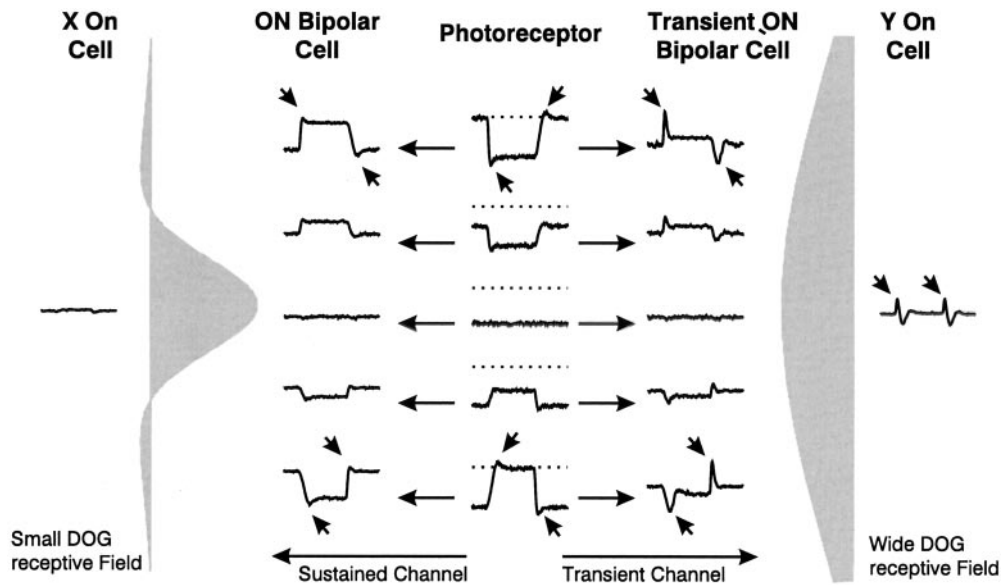 X On
Cell
ON Bipolar
Cell
Photoreceptor
Transient ON
Bipolar Cell
Y On
Cell
Small DOG
receptive Field
Sustained Channel
Transient Channel
Wide DOG
receptive Field